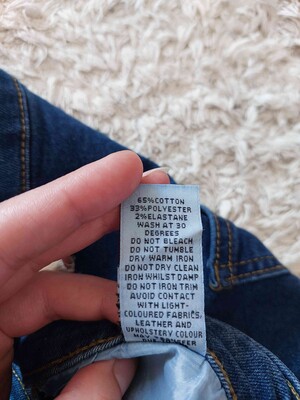 65%COTTON
33%POLYESTER
2%ELASTANE
WASH AT 30
DEGREES
DO NOT BLEACH
DO NOT TUMBLE
DRY WARM IRON
DO NOT DRY CLEAN
IRON WHILST DAMP
DO NOT IRON TRIM
AVOID CONTACT
WITH LIGHT-
COLOURED FABRICS,
LEATHER AND
UPHOLSTERY COLOUR
MAY